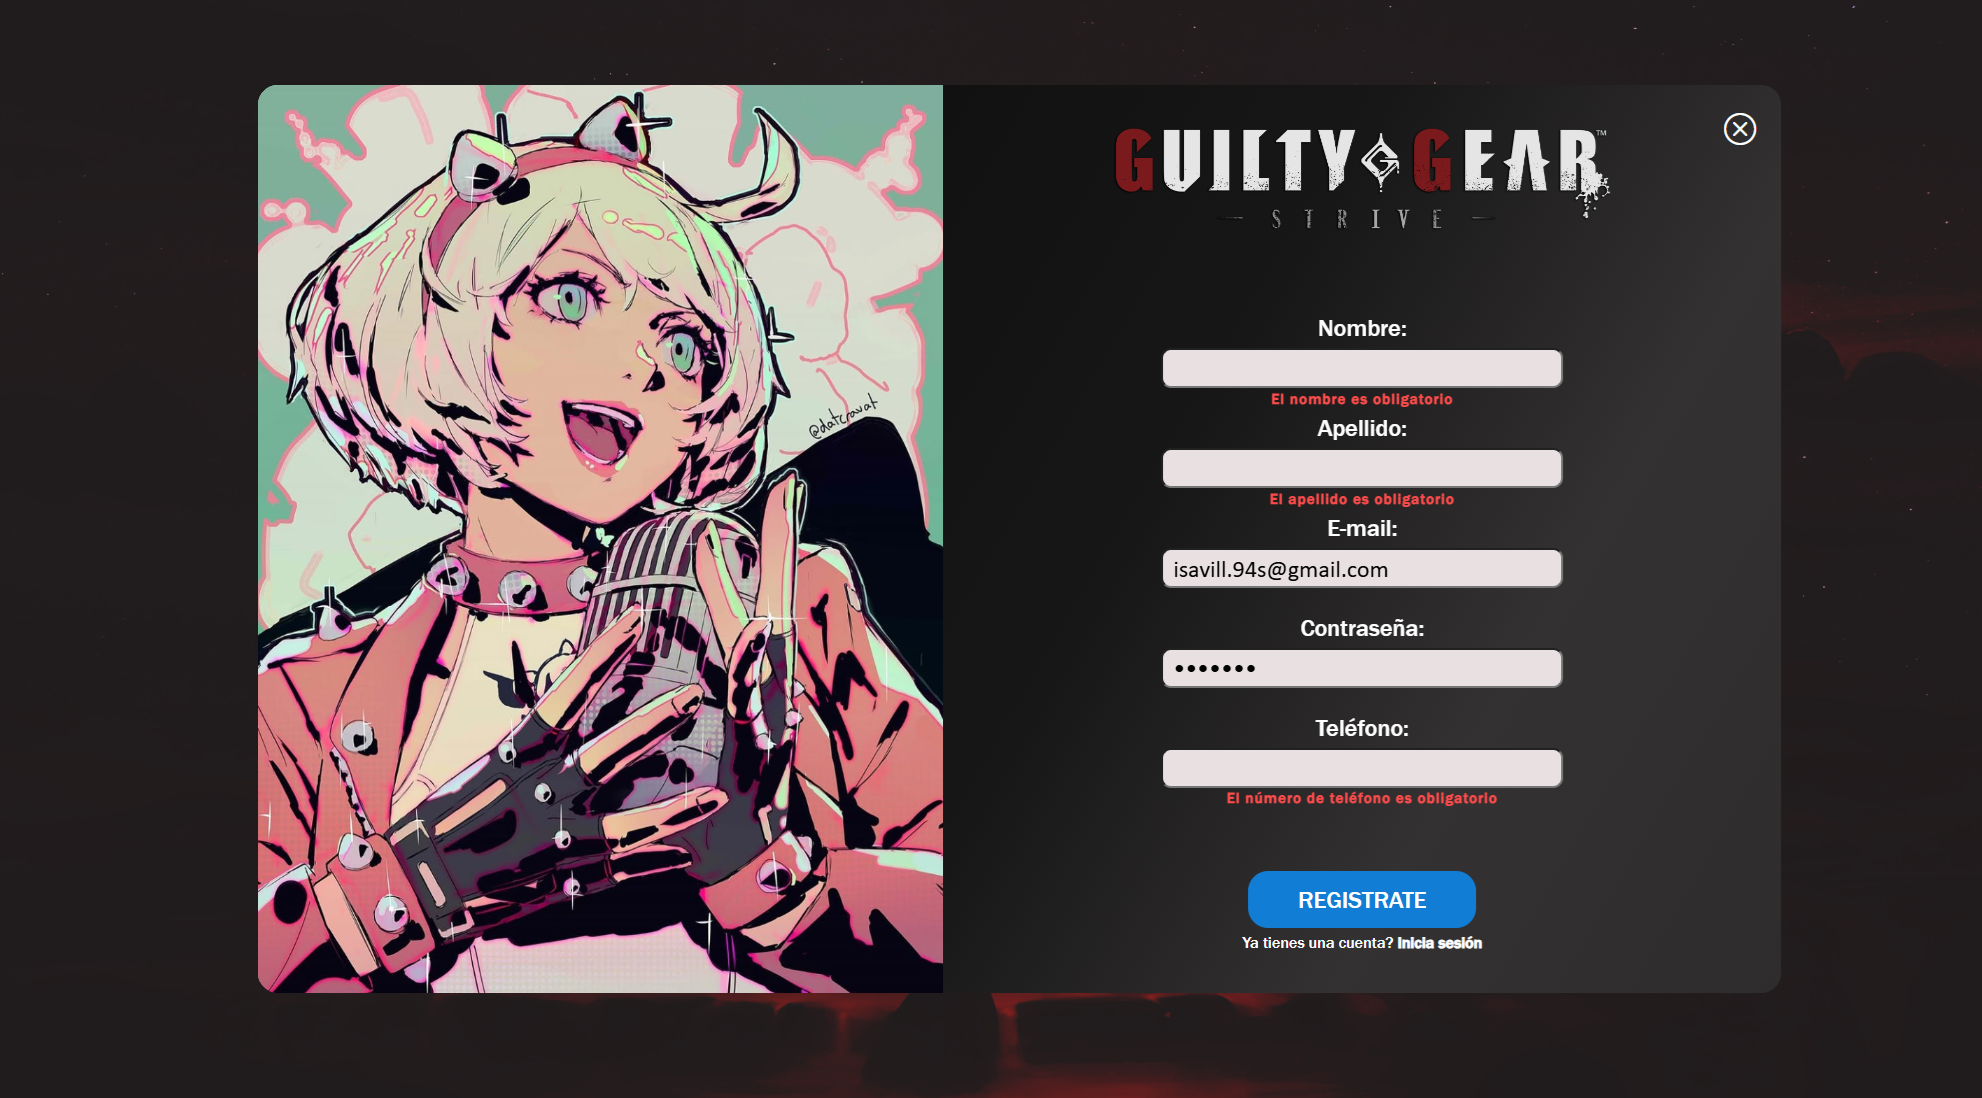 GUILTY GEAR™
STRIVE
@datcravat
Nombre:
El nombre es obligatorio
Apellido:
El apellido es obligatorio
E-mail:
isavill.94s@gmail.com
Contraseña:
•••••••
Teléfono:
El número de teléfono es obligatorio
REGISTRATE
Ya tienes una cuenta? Inicia sesión